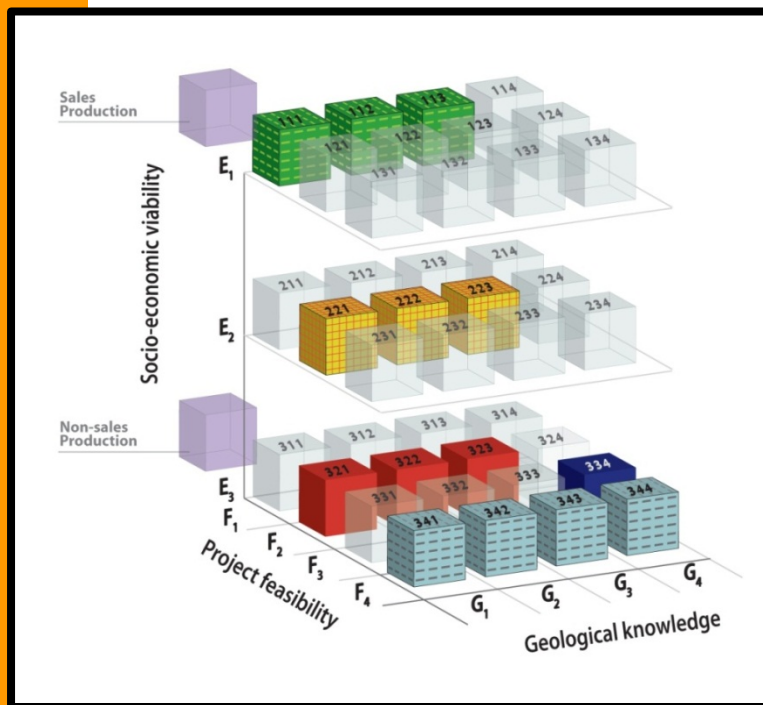 Sales
Production
111 112 113 114
121 122 123 124
131 132 133 134
E1
Socio-economic viability
211 212 213 214
221 222 223 224
231 232 233 234
E2
Non-sales
Production
311 312 313 314
321 322 323 324
331 332 333 334
341 342 343 344
E3
F1
F2
F3
F4
Project feasibility
G1
G2
G3
G4
Geological knowledge